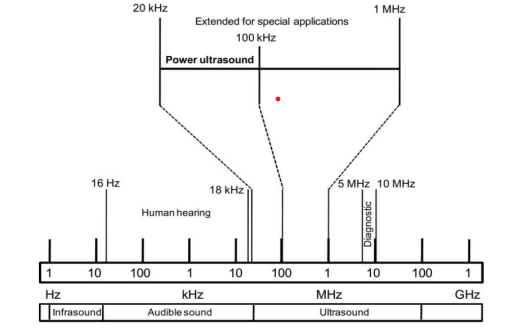 20 kHz
Extended for special applications
1 MHz
100 kHz
Power ultrasound
16 Hz
18 kHz
5 MHz
10 MHz
Human hearing
Diagnostic
1 10 100 1 10 100 1 10 100 1
Hz kHz MHz GHz
Infrasound Audible sound Ultrasound